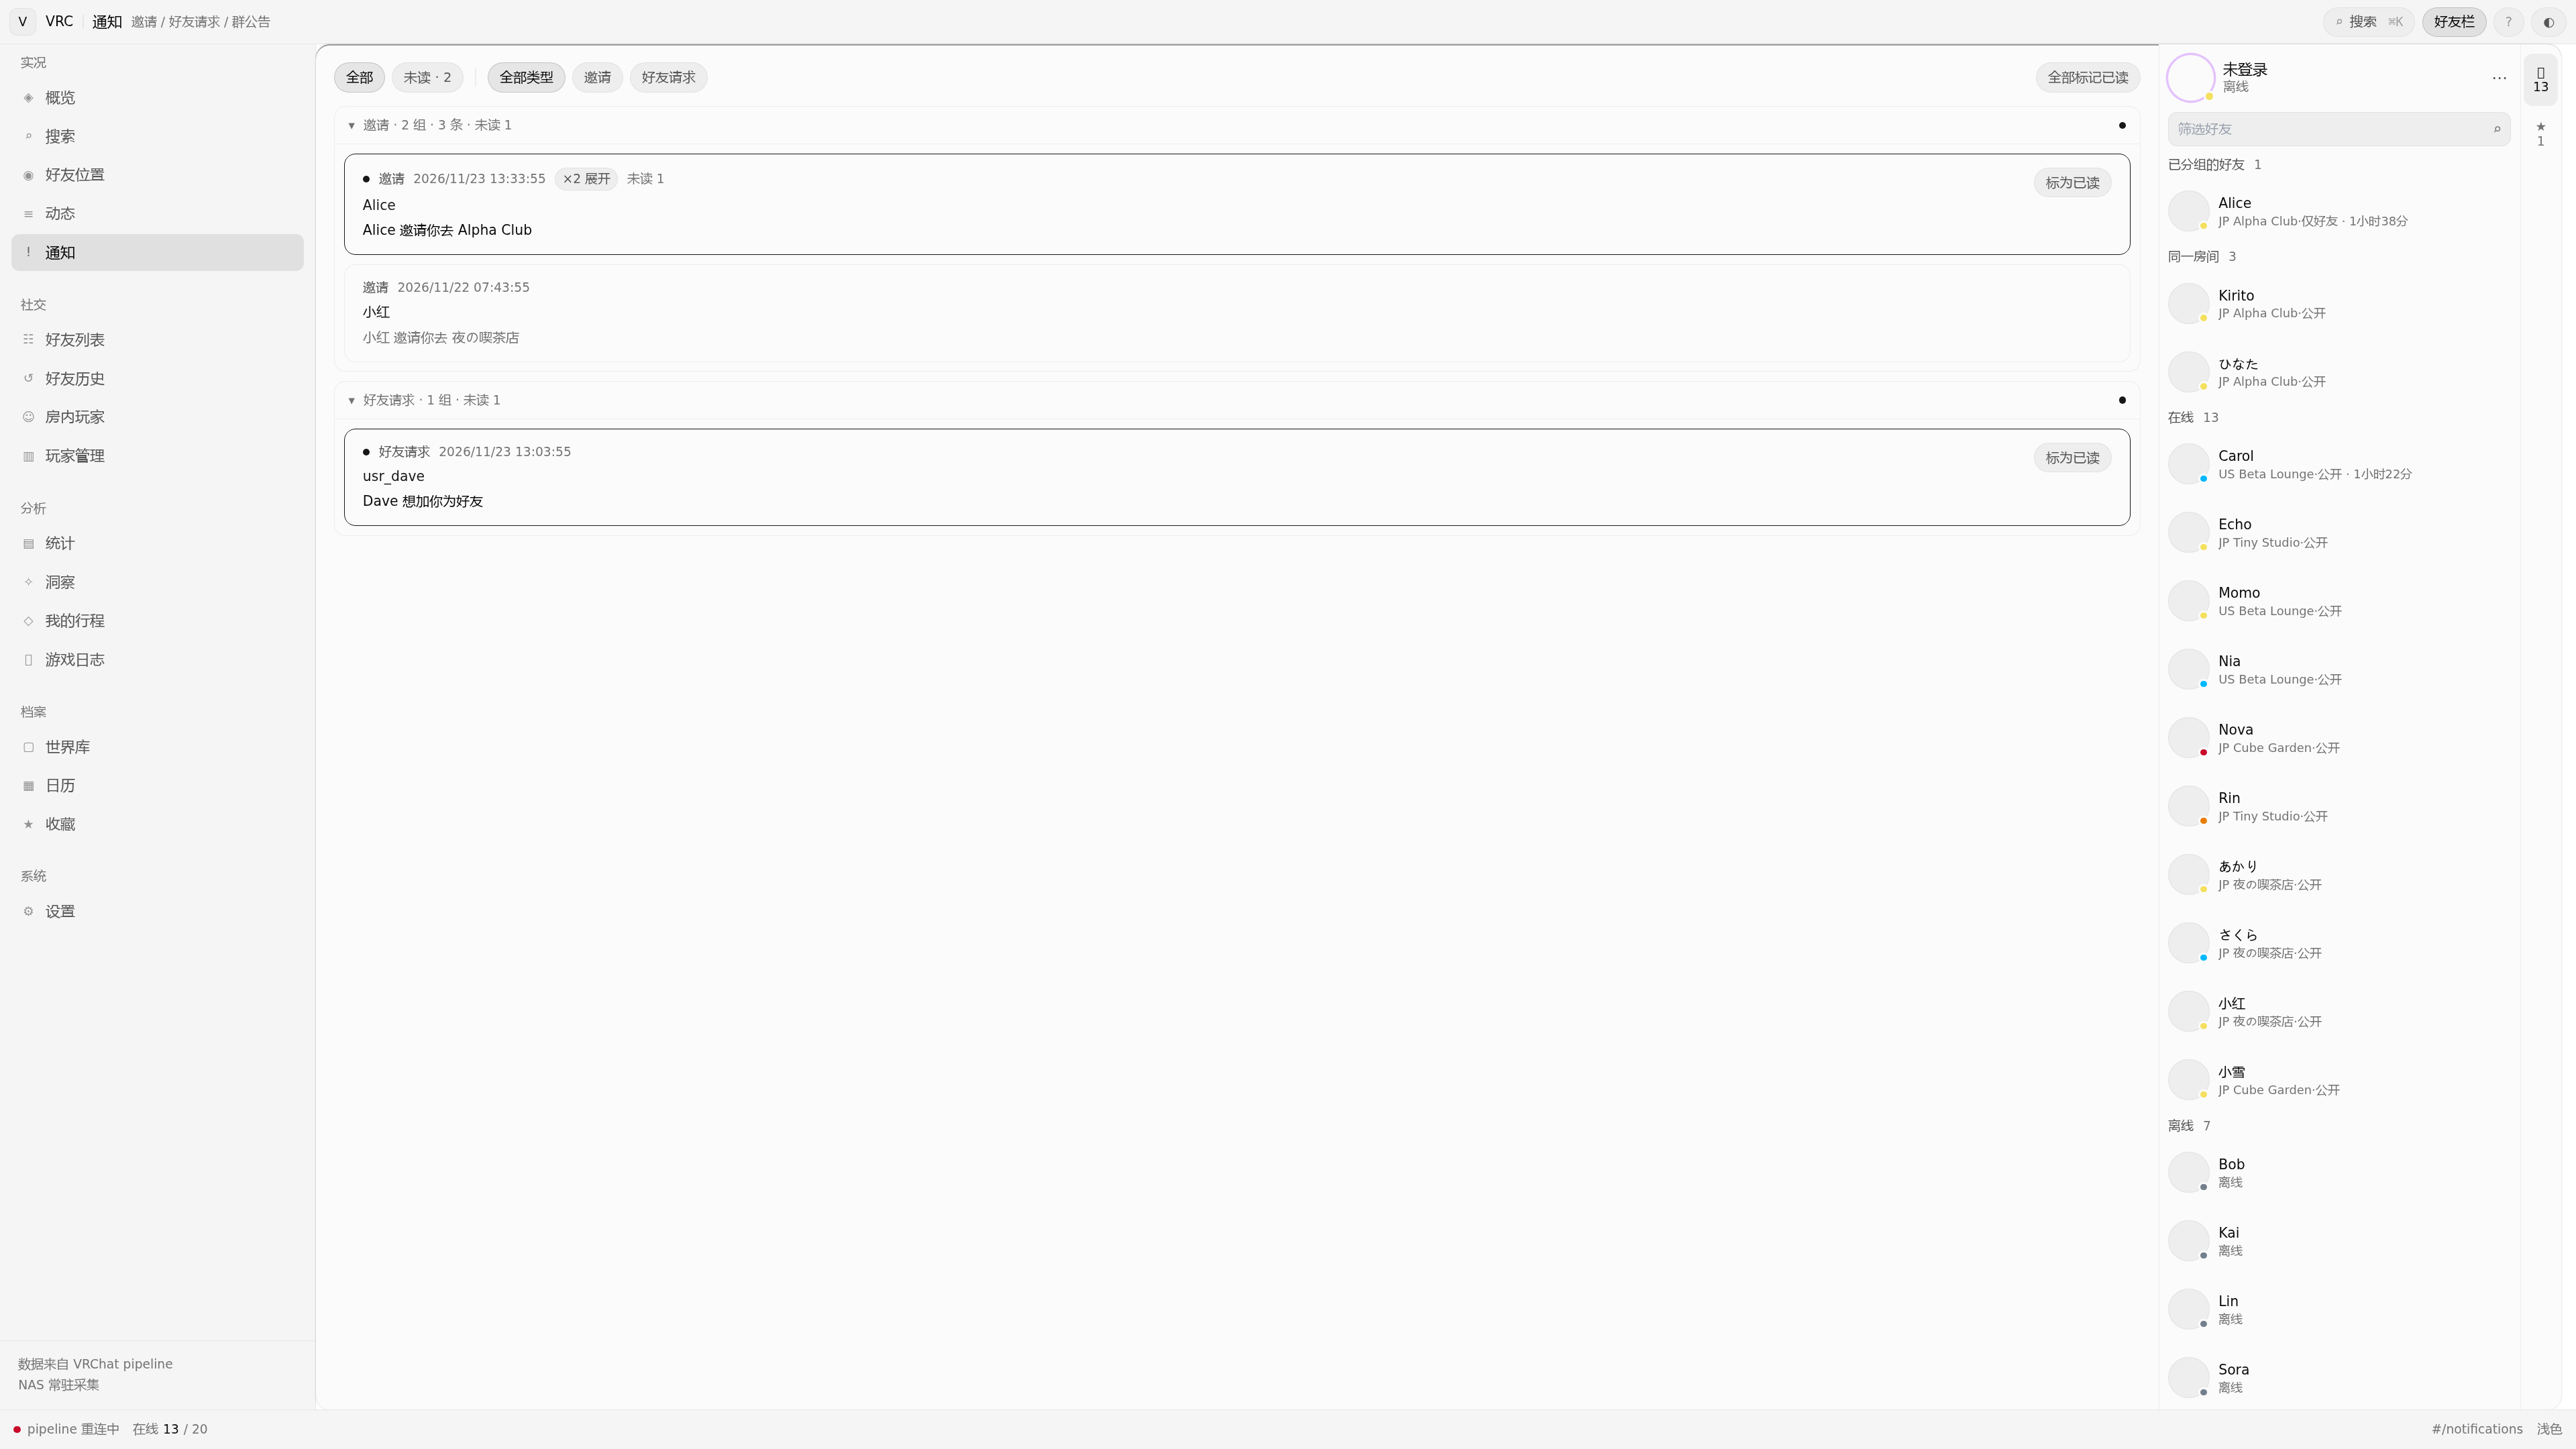 V VRC 通知 邀请 / 好友请求 / 群公告
搜索 ⌘K 好友栏 ?
实况
概览
搜索
好友位置
动态
! 通知
社交
好友列表
好友历史
房内玩家
玩家管理
分析
统计
洞察
我的行程
游戏日志
档案
世界库
日历
收藏
系统
设置
数据来自 VRChat pipeline
NAS 常驻采集
全部 未读 · 2 全部类型 邀请 好友请求 全部标记已读
▾ 邀请 · 2 组 · 3 条 · 未读 1
邀请 2026/11/23 13:33:55 ×2 展开 未读 1 标为已读
Alice
Alice 邀请你去 Alpha Club
邀请 2026/11/22 07:43:55
小红
小红 邀请你去 夜の喫茶店
▾ 好友请求 · 1 组 · 未读 1
好友请求 2026/11/23 13:03:55 标为已读
usr_dave
Dave 想加你为好友
未登录 ⋯
离线
筛选好友
已分组的好友 1
Alice
JP Alpha Club·仅好友 · 1小时38分
同一房间 3
Kirito
JP Alpha Club·公开
ひなた
JP Alpha Club·公开
在线 13
Carol
US Beta Lounge·公开 · 1小时22分
Echo
JP Tiny Studio·公开
Momo
US Beta Lounge·公开
Nia
US Beta Lounge·公开
Nova
JP Cube Garden·公开
Rin
JP Tiny Studio·公开
あかり
JP 夜の喫茶店·公开
さくら
JP 夜の喫茶店·公开
小红
JP 夜の喫茶店·公开
小雪
JP Cube Garden·公开
离线 7
Bob
离线
Kai
离线
Lin
离线
Sora
离线
13
★
1
pipeline 重连中 在线 13 / 20
#/notifications 浅色